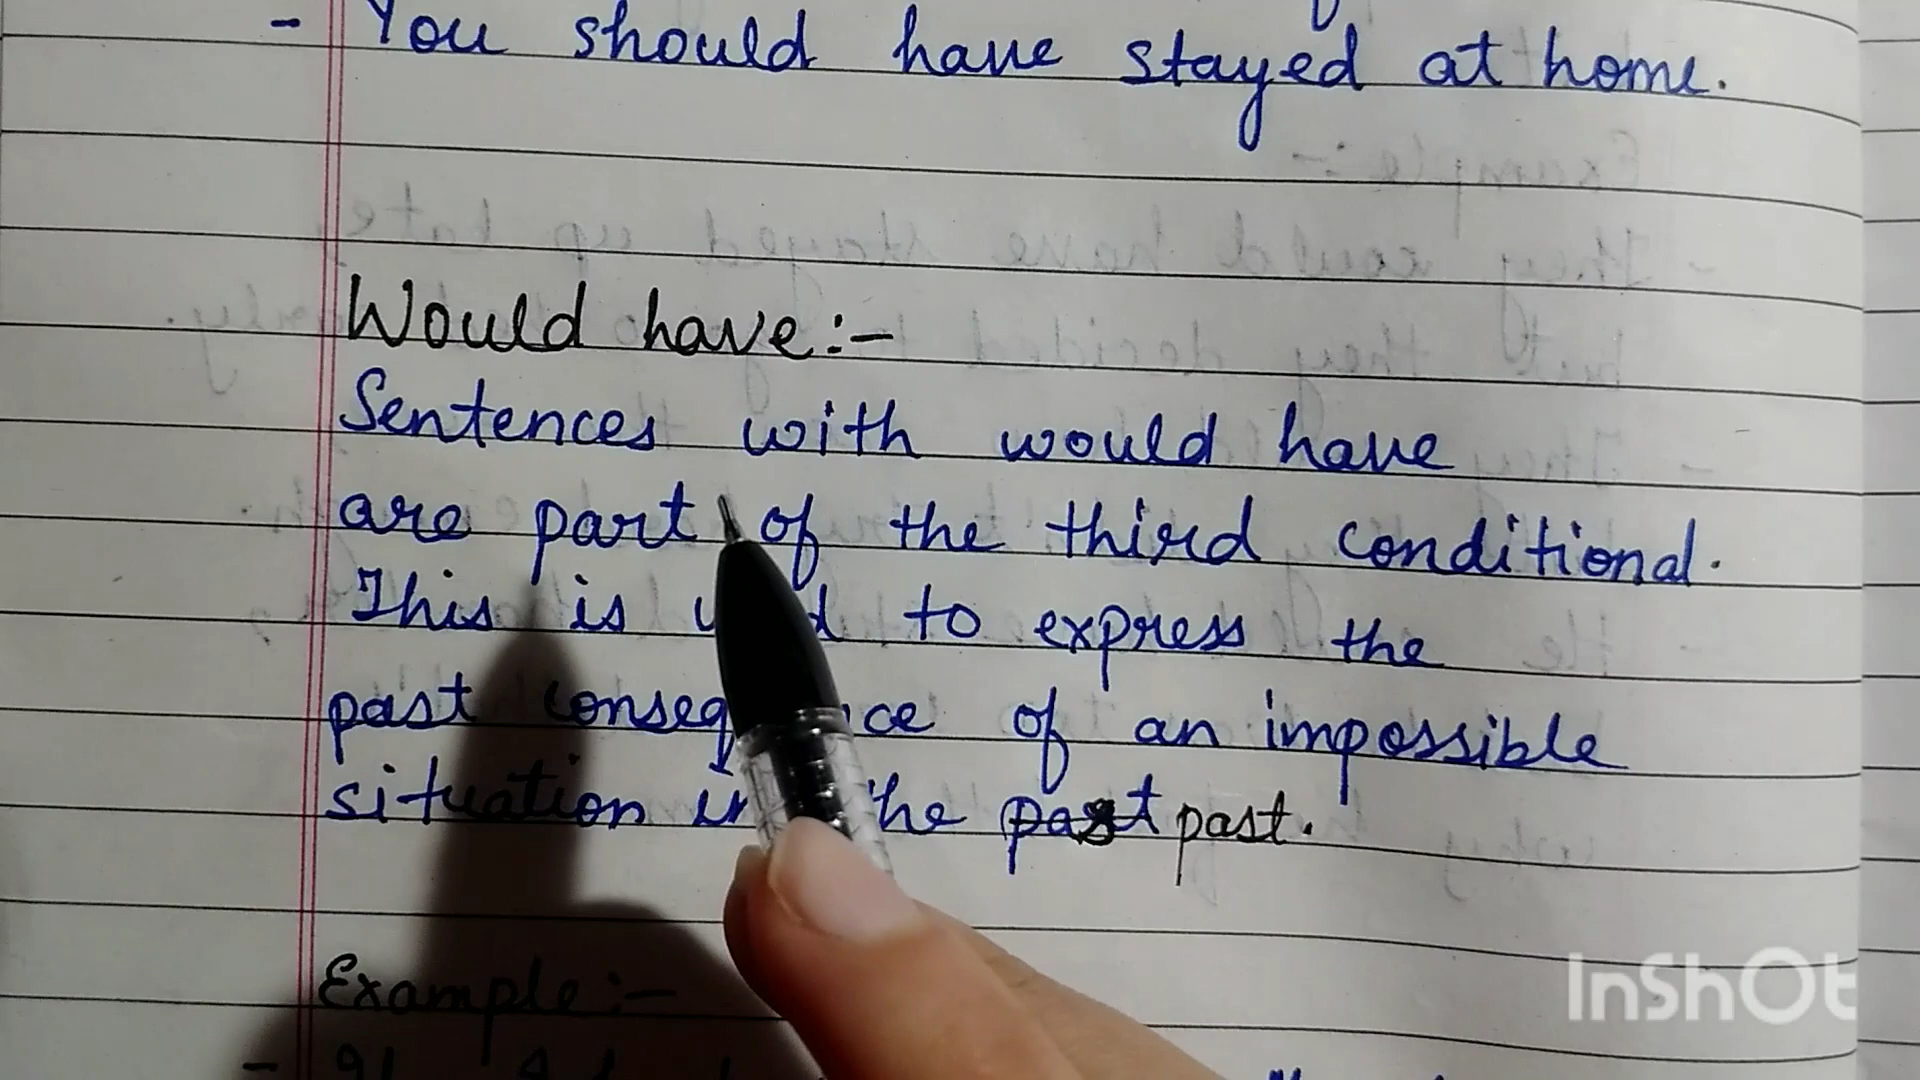 - You should have stayed at home.
Would have:-
Sentences with would have
are part of the third conditional.
This is to express the
past of an impossible
situation the past past.
Example:-
InShOt